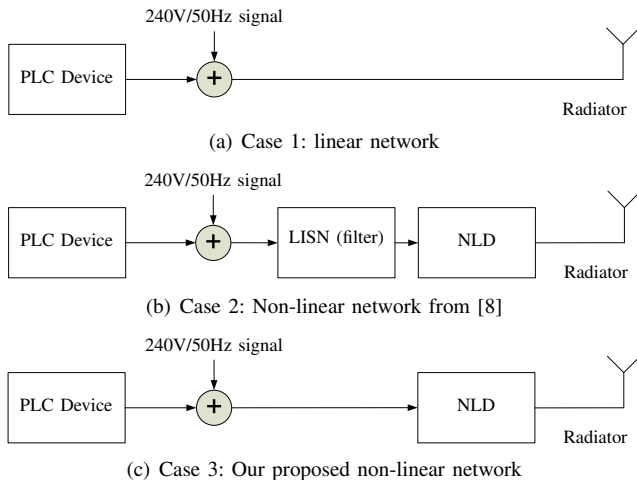 240V/50Hz signal
PLC Device
+
Radiator
(a) Case 1: linear network
240V/50Hz signal
PLC Device
+
LISN (filter)
NLD
Radiator
(b) Case 2: Non-linear network from [8]
240V/50Hz signal
PLC Device
+
NLD
Radiator
(c) Case 3: Our proposed non-linear network